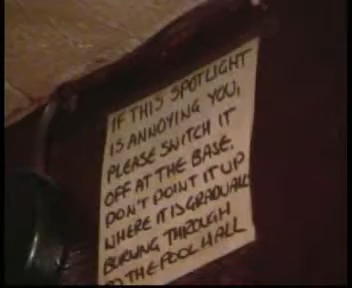 IF THIS SPOTLIGHT
IS ANNOYING YOU,
PLEASE SWITCH IT
OFF AT THE BASE.
DON'T POINT IT UP
WHERE IT IS GRADUALLY
BURNING THROUGH
TO THE POOL HALL